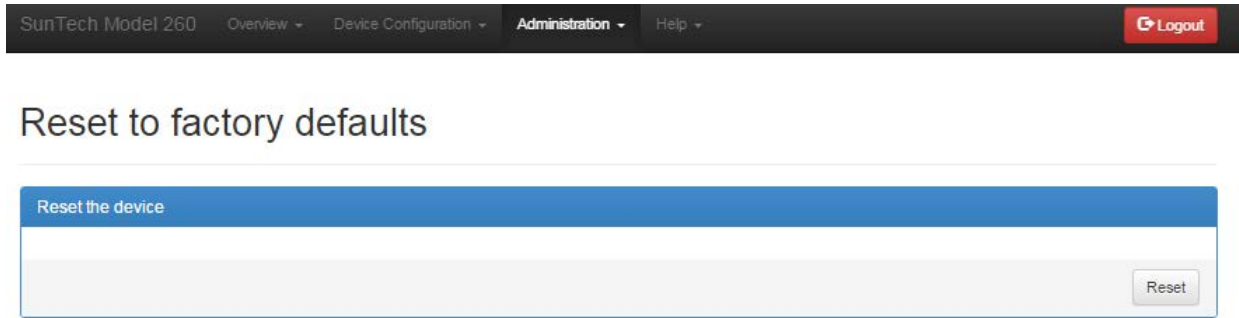 SunTech Model 260 Overview Device Configuration Administration Help Logout
Reset to factory defaults
Reset the device
Reset